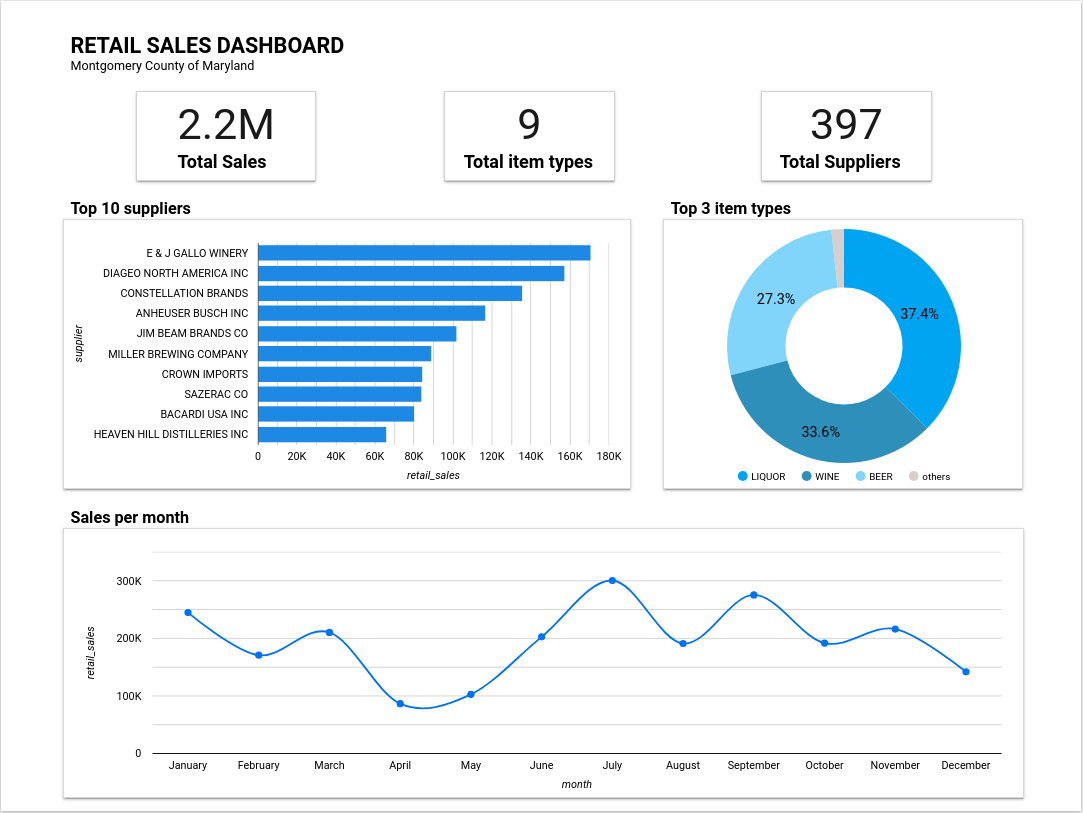 RETAIL SALES DASHBOARD
Montgomery County of Maryland
2.2M
Total Sales
9
Total item types
397
Total Suppliers
Top 10 suppliers
supplier
E & J GALLO WINERY
DIAGEO NORTH AMERICA INC
CONSTELLATION BRANDS
ANHEUSER BUSCH INC
JIM BEAM BRANDS CO
MILLER BREWING COMPANY
CROWN IMPORTS
SAZERAC CO
BACARDI USA INC
HEAVEN HILL DISTILLERIES INC
0 20K 40K 60K 80K 100K 120K 140K 160K 180K
retail_sales
Top 3 item types
27.3%
37.4%
33.6%
LIQUOR WINE BEER others
Sales per month
retail_sales
300K
200K
100K
0
January February March April May June July August September October November December
month